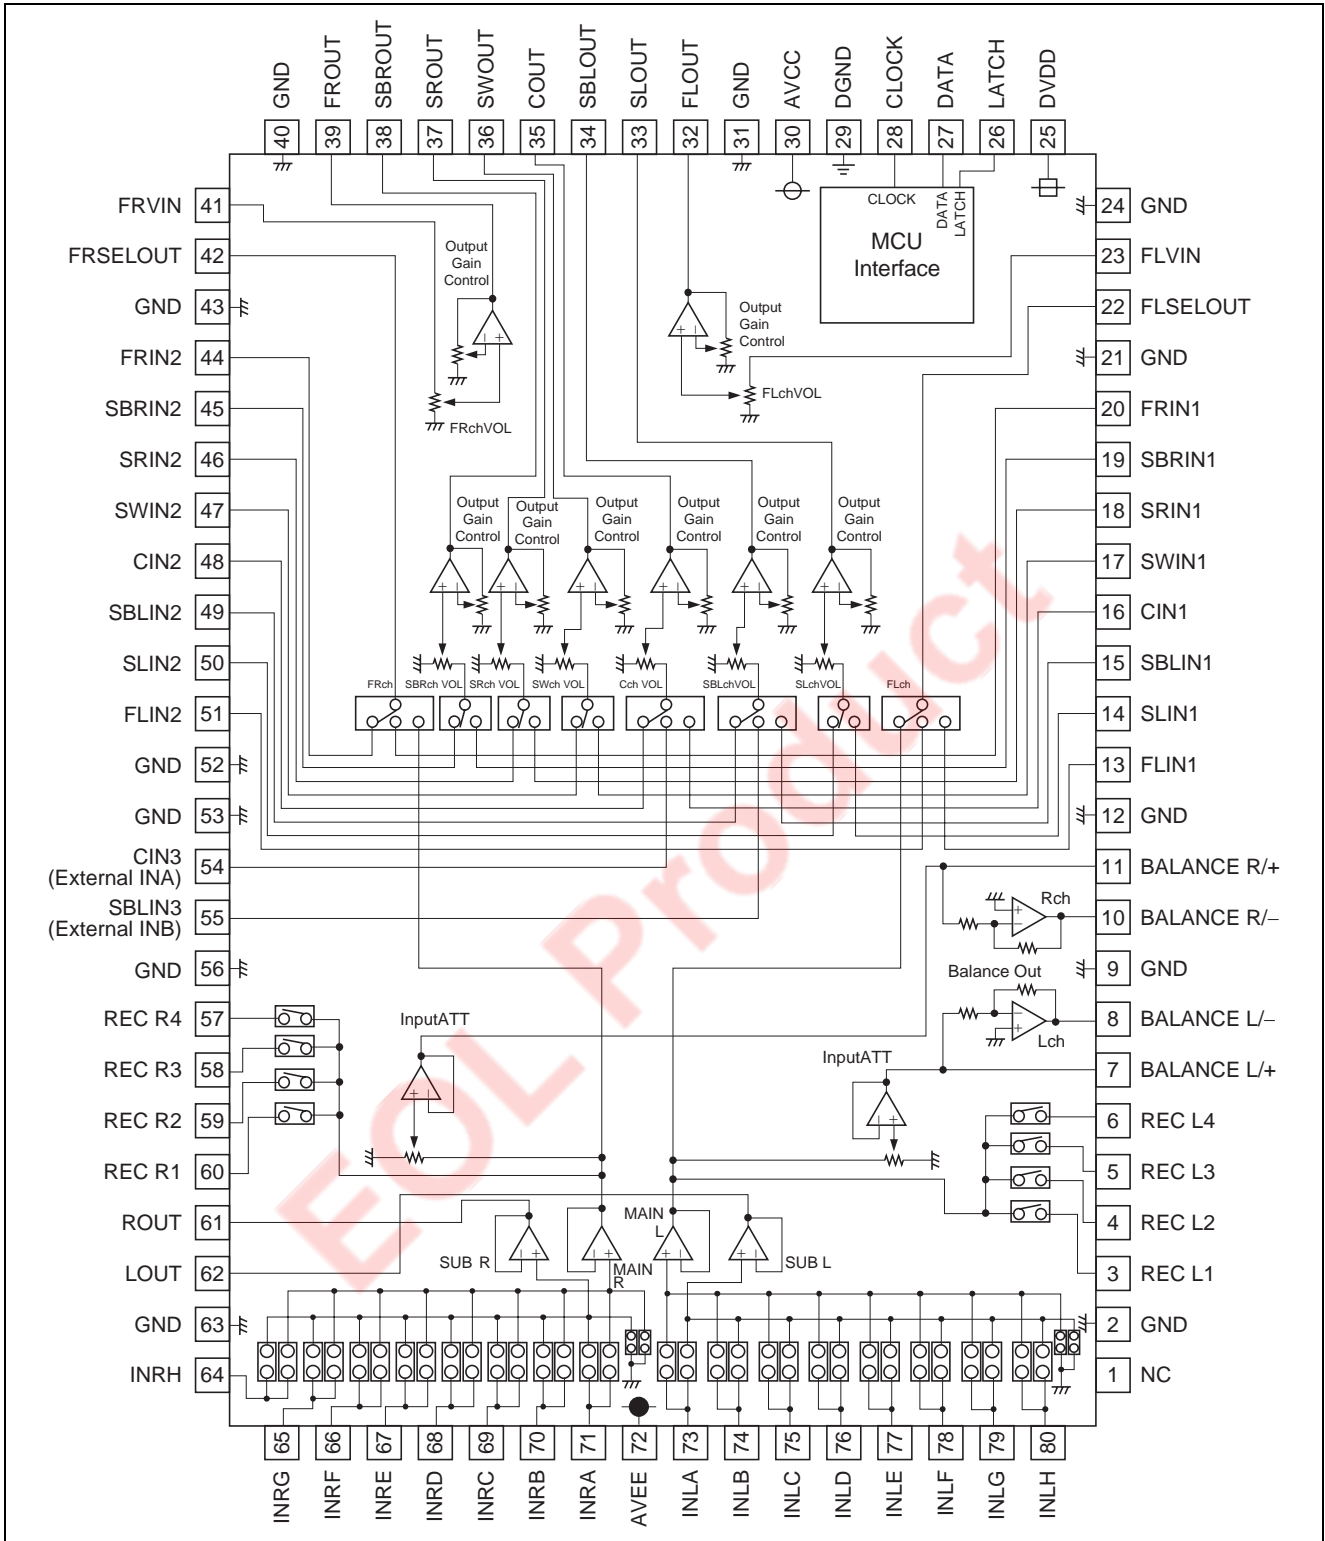 GND
FROUT
SBROUT
SROUT
SWOUT
COUT
SBLOUT
SLOUT
FLOUT
GND
AVCC
DGND
CLOCK
DATA
LATCH
DVDD
40
39
38
37
36
35
34
33
32
31
30
29
28
27
26
25
CLOCK
DATA
LATCH
MCU
Interface
FRVIN 41
FRSELOUT 42
GND 43
FRIN2 44
SBRIN2 45
SRIN2 46
SWIN2 47
CIN2 48
SBLIN2 49
SLIN2 50
FLIN2 51
GND 52
GND 53
CIN3
(External INA) 54
SBLIN3
(External INB) 55
GND 56
REC R4 57
REC R3 58
REC R2 59
REC R1 60
ROUT 61
LOUT 62
GND 63
INRH 64
24 GND
23 FLVIN
22 FLSELOUT
21 GND
20 FRIN1
19 SBRIN1
18 SRIN1
17 SWIN1
16 CIN1
15 SBLIN1
14 SLIN1
13 FLIN1
12 GND
11 BALANCE R/+
10 BALANCE R/−
9 GND
8 BALANCE L/−
7 BALANCE L/+
6 REC L4
5 REC L3
4 REC L2
3 REC L1
2 GND
1 NC
Output
Gain
Control
FRchVOL
Output
Gain
Control
FLchVOL
Output
Gain
Control
Output
Gain
Control
Output
Gain
Control
Output
Gain
Control
Output
Gain
Control
Output
Gain
Control
FRch
SBRch VOL
SRch VOL
SWch VOL
Cch VOL
SBLchVOL
SLchVOL
FLch
Rch
Balance Out
Lch
InputATT
InputATT
SUB R
MAIN
R
MAIN
L
SUB L
65
66
67
68
69
70
71
72
73
74
75
76
77
78
79
80
INRG
INRF
INRE
INRD
INRC
INRB
INRA
AVEE
INLA
INLB
INLC
INLD
INLE
INLF
INLG
INLH
EOL Product